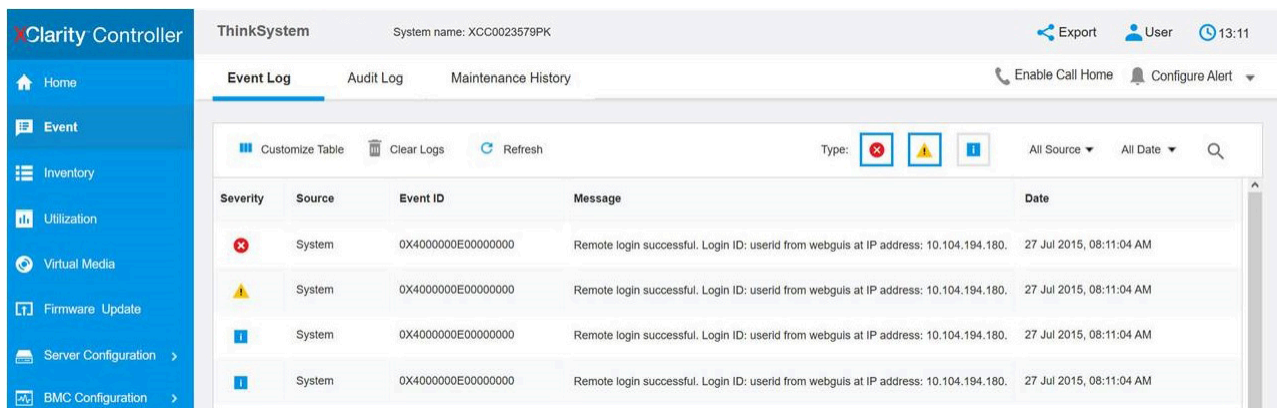 XClarity Controller
ThinkSystem System name: XCC0023579PK Export User 13:11
Home
Event Log Audit Log Maintenance History Enable Call Home Configure Alert
Event
Customize Table Clear Logs Refresh Type: All Source All Date
Inventory
Severity Source Event ID Message Date
Utilization
System 0X4000000E00000000 Remote login successful. Login ID: userid from webguis at IP address: 10.104.194.180. 27 Jul 2015, 08:11:04 AM
Virtual Media
System 0X4000000E00000000 Remote login successful. Login ID: userid from webguis at IP address: 10.104.194.180. 27 Jul 2015, 08:11:04 AM
Firmware Update
System 0X4000000E00000000 Remote login successful. Login ID: userid from webguis at IP address: 10.104.194.180. 27 Jul 2015, 08:11:04 AM
Server Configuration
System 0X4000000E00000000 Remote login successful. Login ID: userid from webguis at IP address: 10.104.194.180. 27 Jul 2015, 08:11:04 AM
BMC Configuration